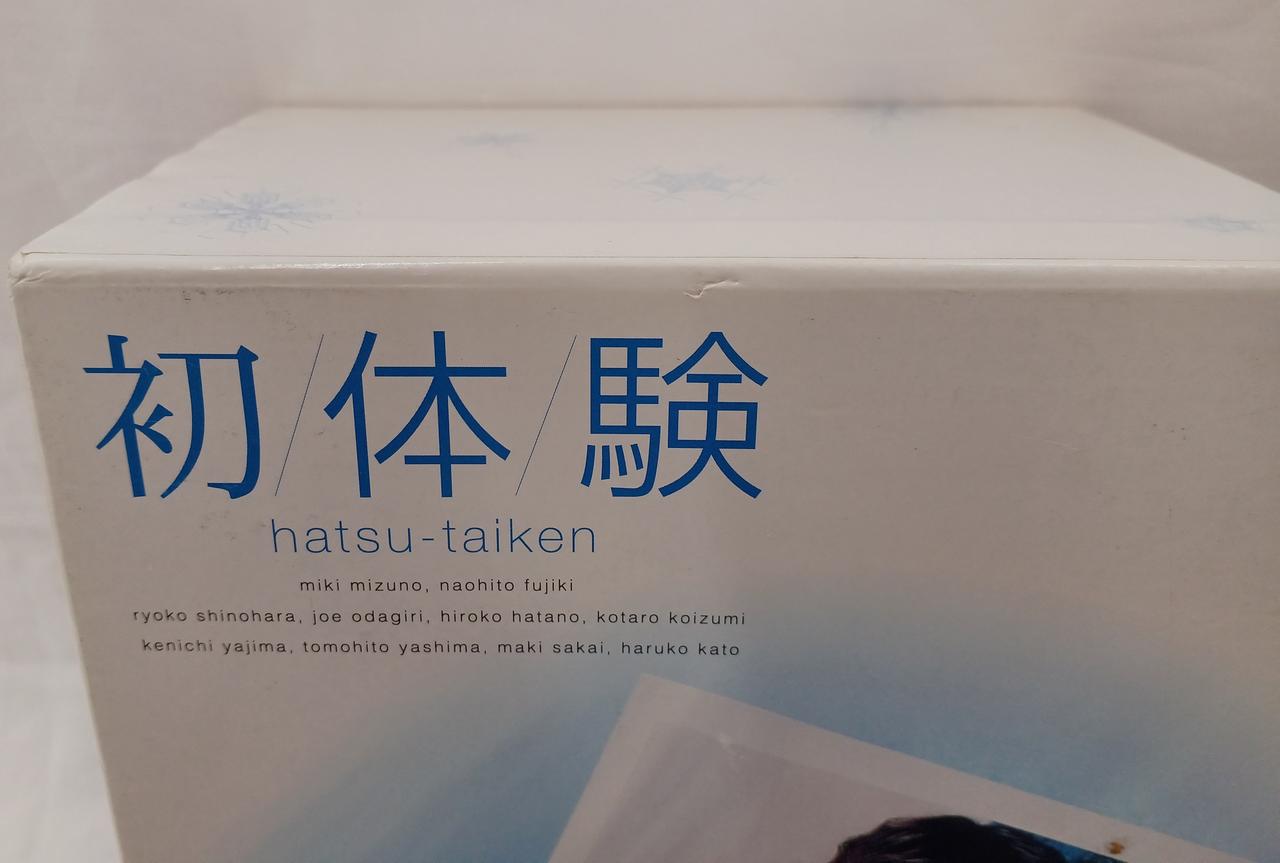 初/体/験
hatsu-taiken
miki mizuno, naohito fujiki
ryoko shinohara, joe odagiri, hiroko hatano, kotaro koizumi
kenichi yajima, tomohito yashima, maki sakai, haruko kato